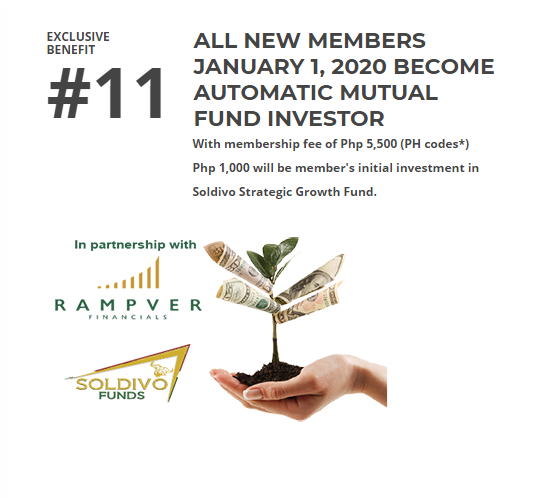 EXCLUSIVE
BENEFIT
#11
ALL NEW MEMBERS
JANUARY 1, 2020 BECOME
AUTOMATIC MUTUAL
FUND INVESTOR
With membership fee of Php 5,500 (PH codes*)
Php 1,000 will be member's initial investment in
Soldivo Strategic Growth Fund.
In partnership with
RAMPVER
FINANCIALS
SOLDIVO
FUNDS